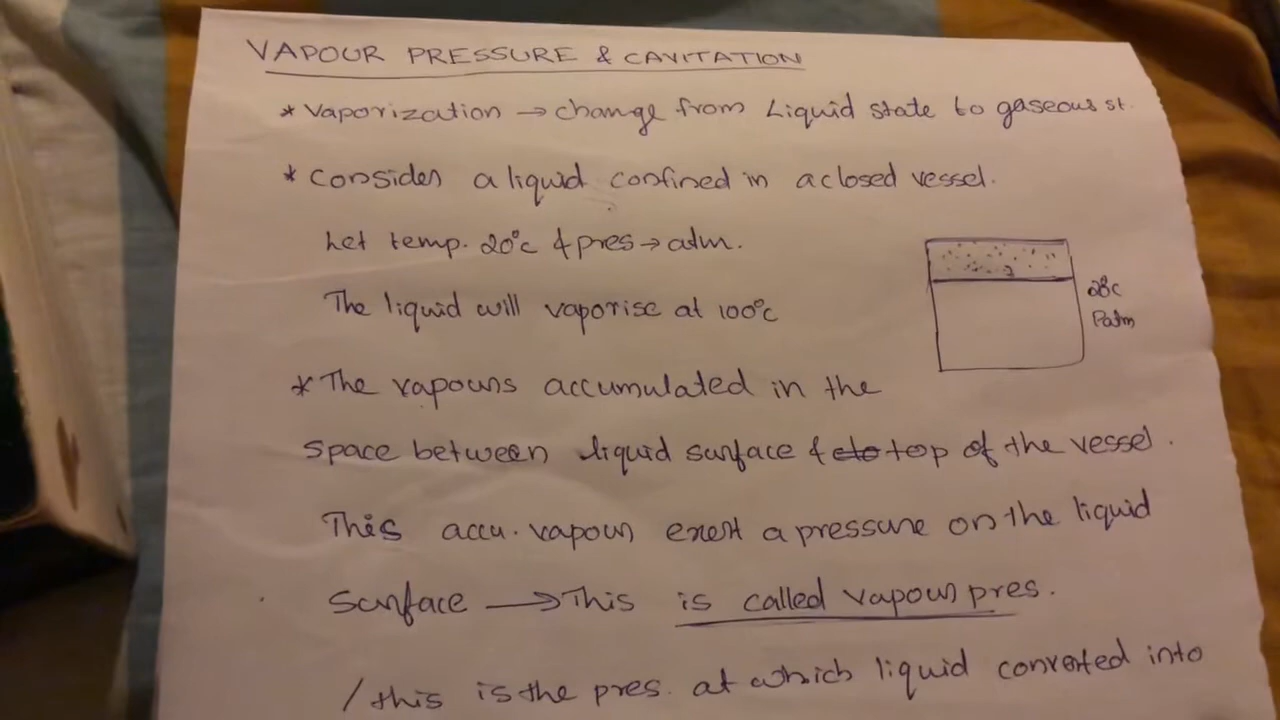 VAPOUR PRESSURE & CAVITATION
* Vaporization → change from Liquid state to gaseous st.
* Consider a liquid confined in a closed vessel.
Let temp. 20°c & pres → atm.
The liquid will vaporise at 100°c
20°c
Patm
* The vapours accumulated in the
space between liquid surface & top of the vessel.
This accu. vapour exert a pressure on the liquid
Surface → This is called vapour pres.
/ this is the pres. at which liquid converted into